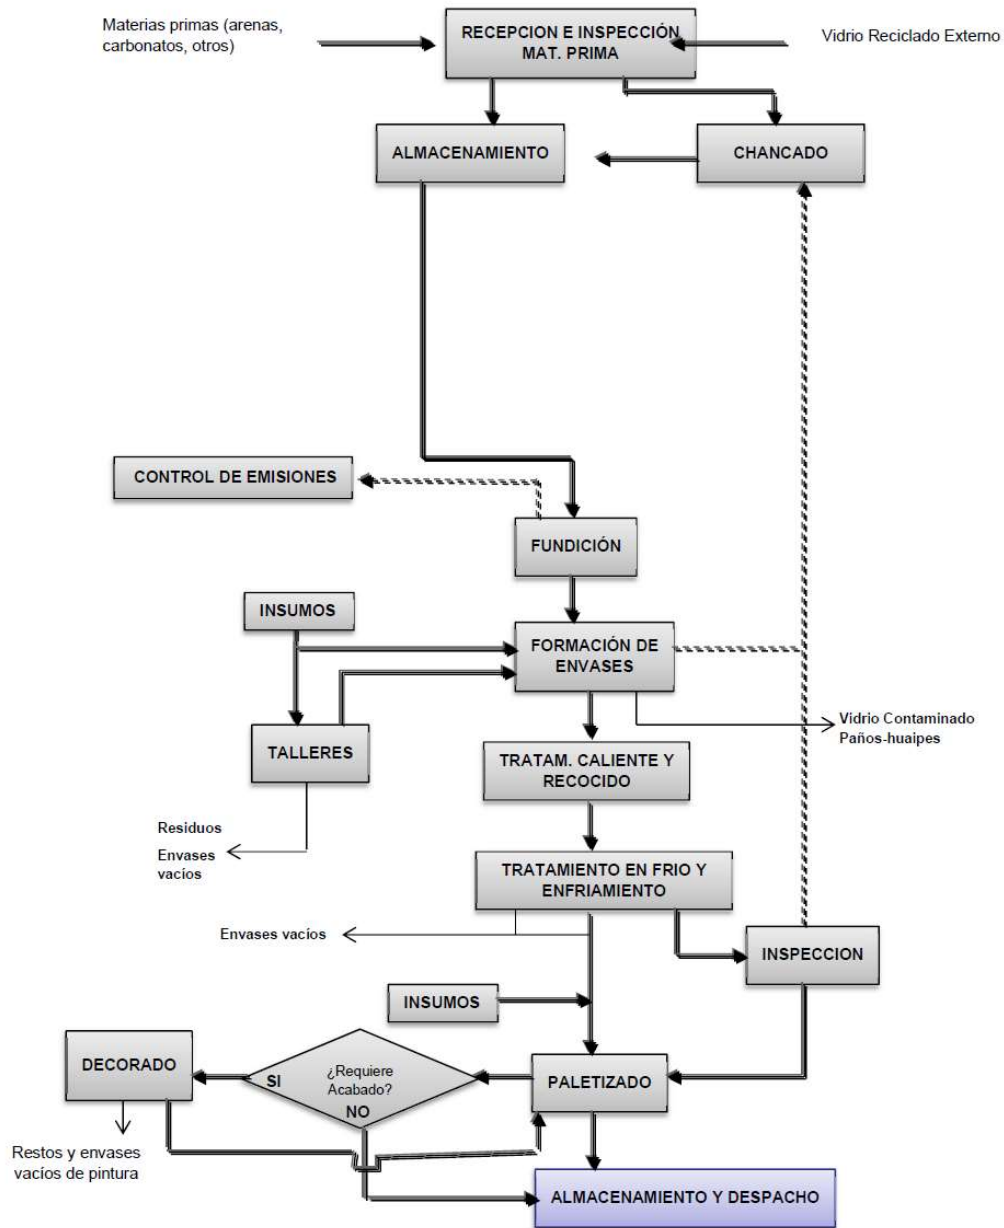 Materias primas (arenas,
carbonatos, otros)
RECEPCION E INSPECCIÓN
MAT. PRIMA
Vidrio Reciclado Externo
ALMACENAMIENTO
CHANCADO
CONTROL DE EMISIONES
FUNDICIÓN
INSUMOS
FORMACIÓN DE
ENVASES
Vidrio Contaminado
Paños-huaipes
TALLERES
TRATAM. CALIENTE Y
RECOCIDO
Residuos
Envases
vacíos
TRATAMIENTO EN FRIO Y
ENFRIAMIENTO
Envases vacíos
INSPECCION
INSUMOS
DECORADO
SI
¿Requiere
Acabado?
NO
PALETIZADO
Restos y envases
vacíos de pintura
ALMACENAMIENTO Y DESPACHO